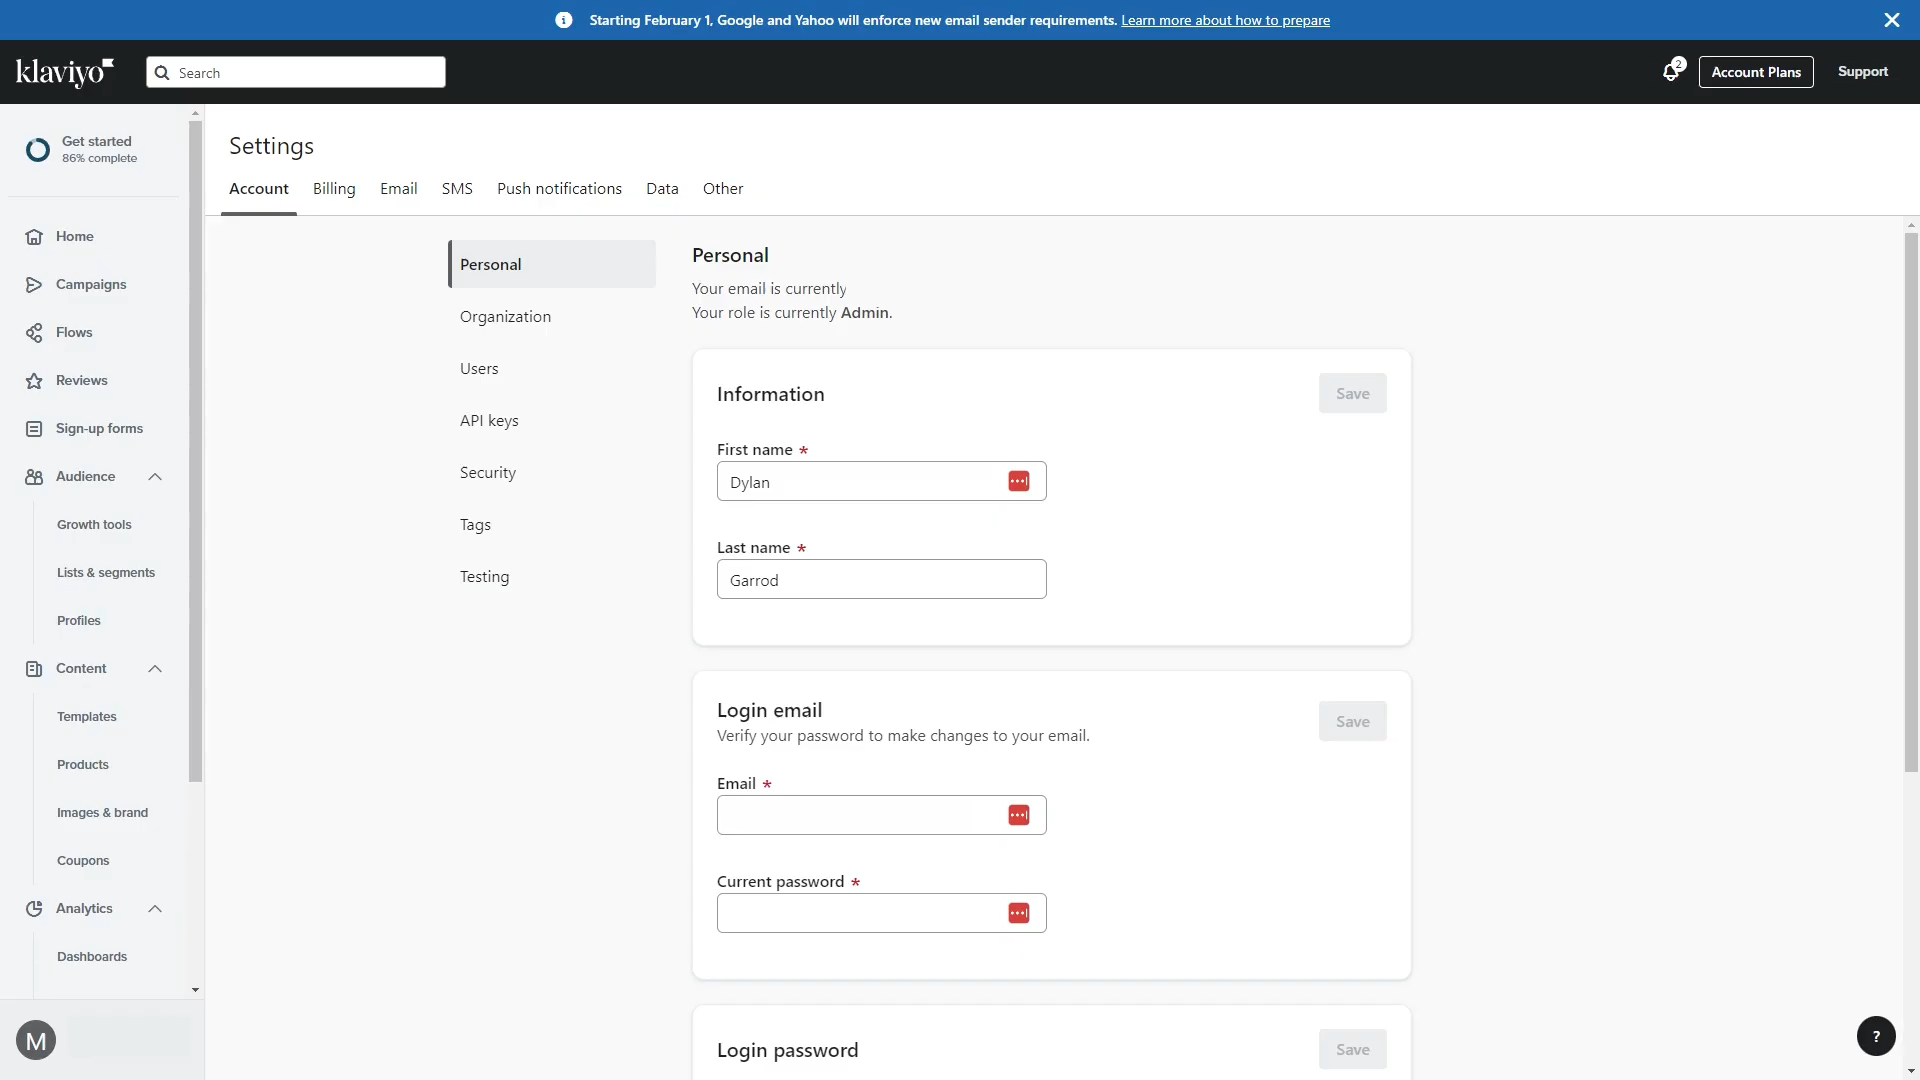 Starting February 1, Google and Yahoo will enforce new email sender requirements. Learn more about how to prepare
klaviyo
Search
2
Account Plans
Support
Get started
86% complete
Home
Campaigns
Flows
Reviews
Sign-up forms
Audience
Growth tools
Lists & segments
Profiles
Content
Templates
Products
Images & brand
Coupons
Analytics
Dashboards
M
Settings
Account Billing Email SMS Push notifications Data Other
Personal
Organization
Users
API keys
Security
Tags
Testing
Personal
Your email is currently
Your role is currently Admin.
Information
Save
First name *
Dylan
Last name *
Garrod
Login email
Save
Verify your password to make changes to your email.
Email *
Current password *
Login password
Save
?